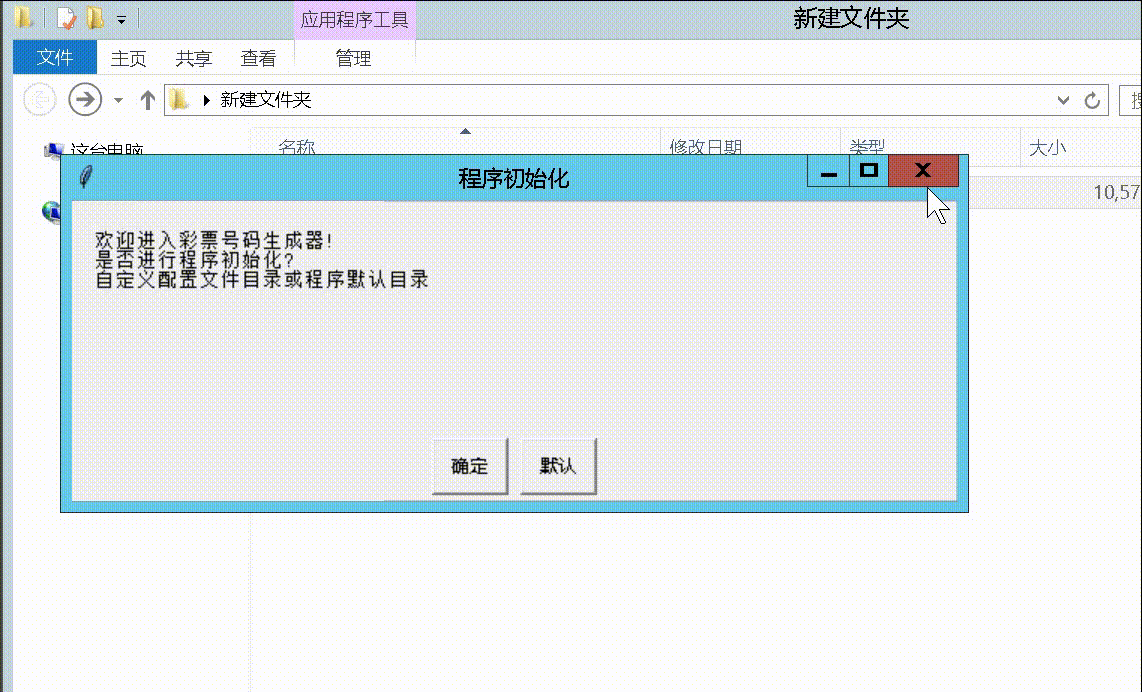 应用程序工具
新建文件夹
文件 主页 共享 查看 管理
新建文件夹
这台电脑
名称 修改日期 类型 大小
程序初始化
10,57
欢迎进入彩票号码生成器!
是否进行程序初始化?
自定义配置文件目录或程序默认目录
确定 默认